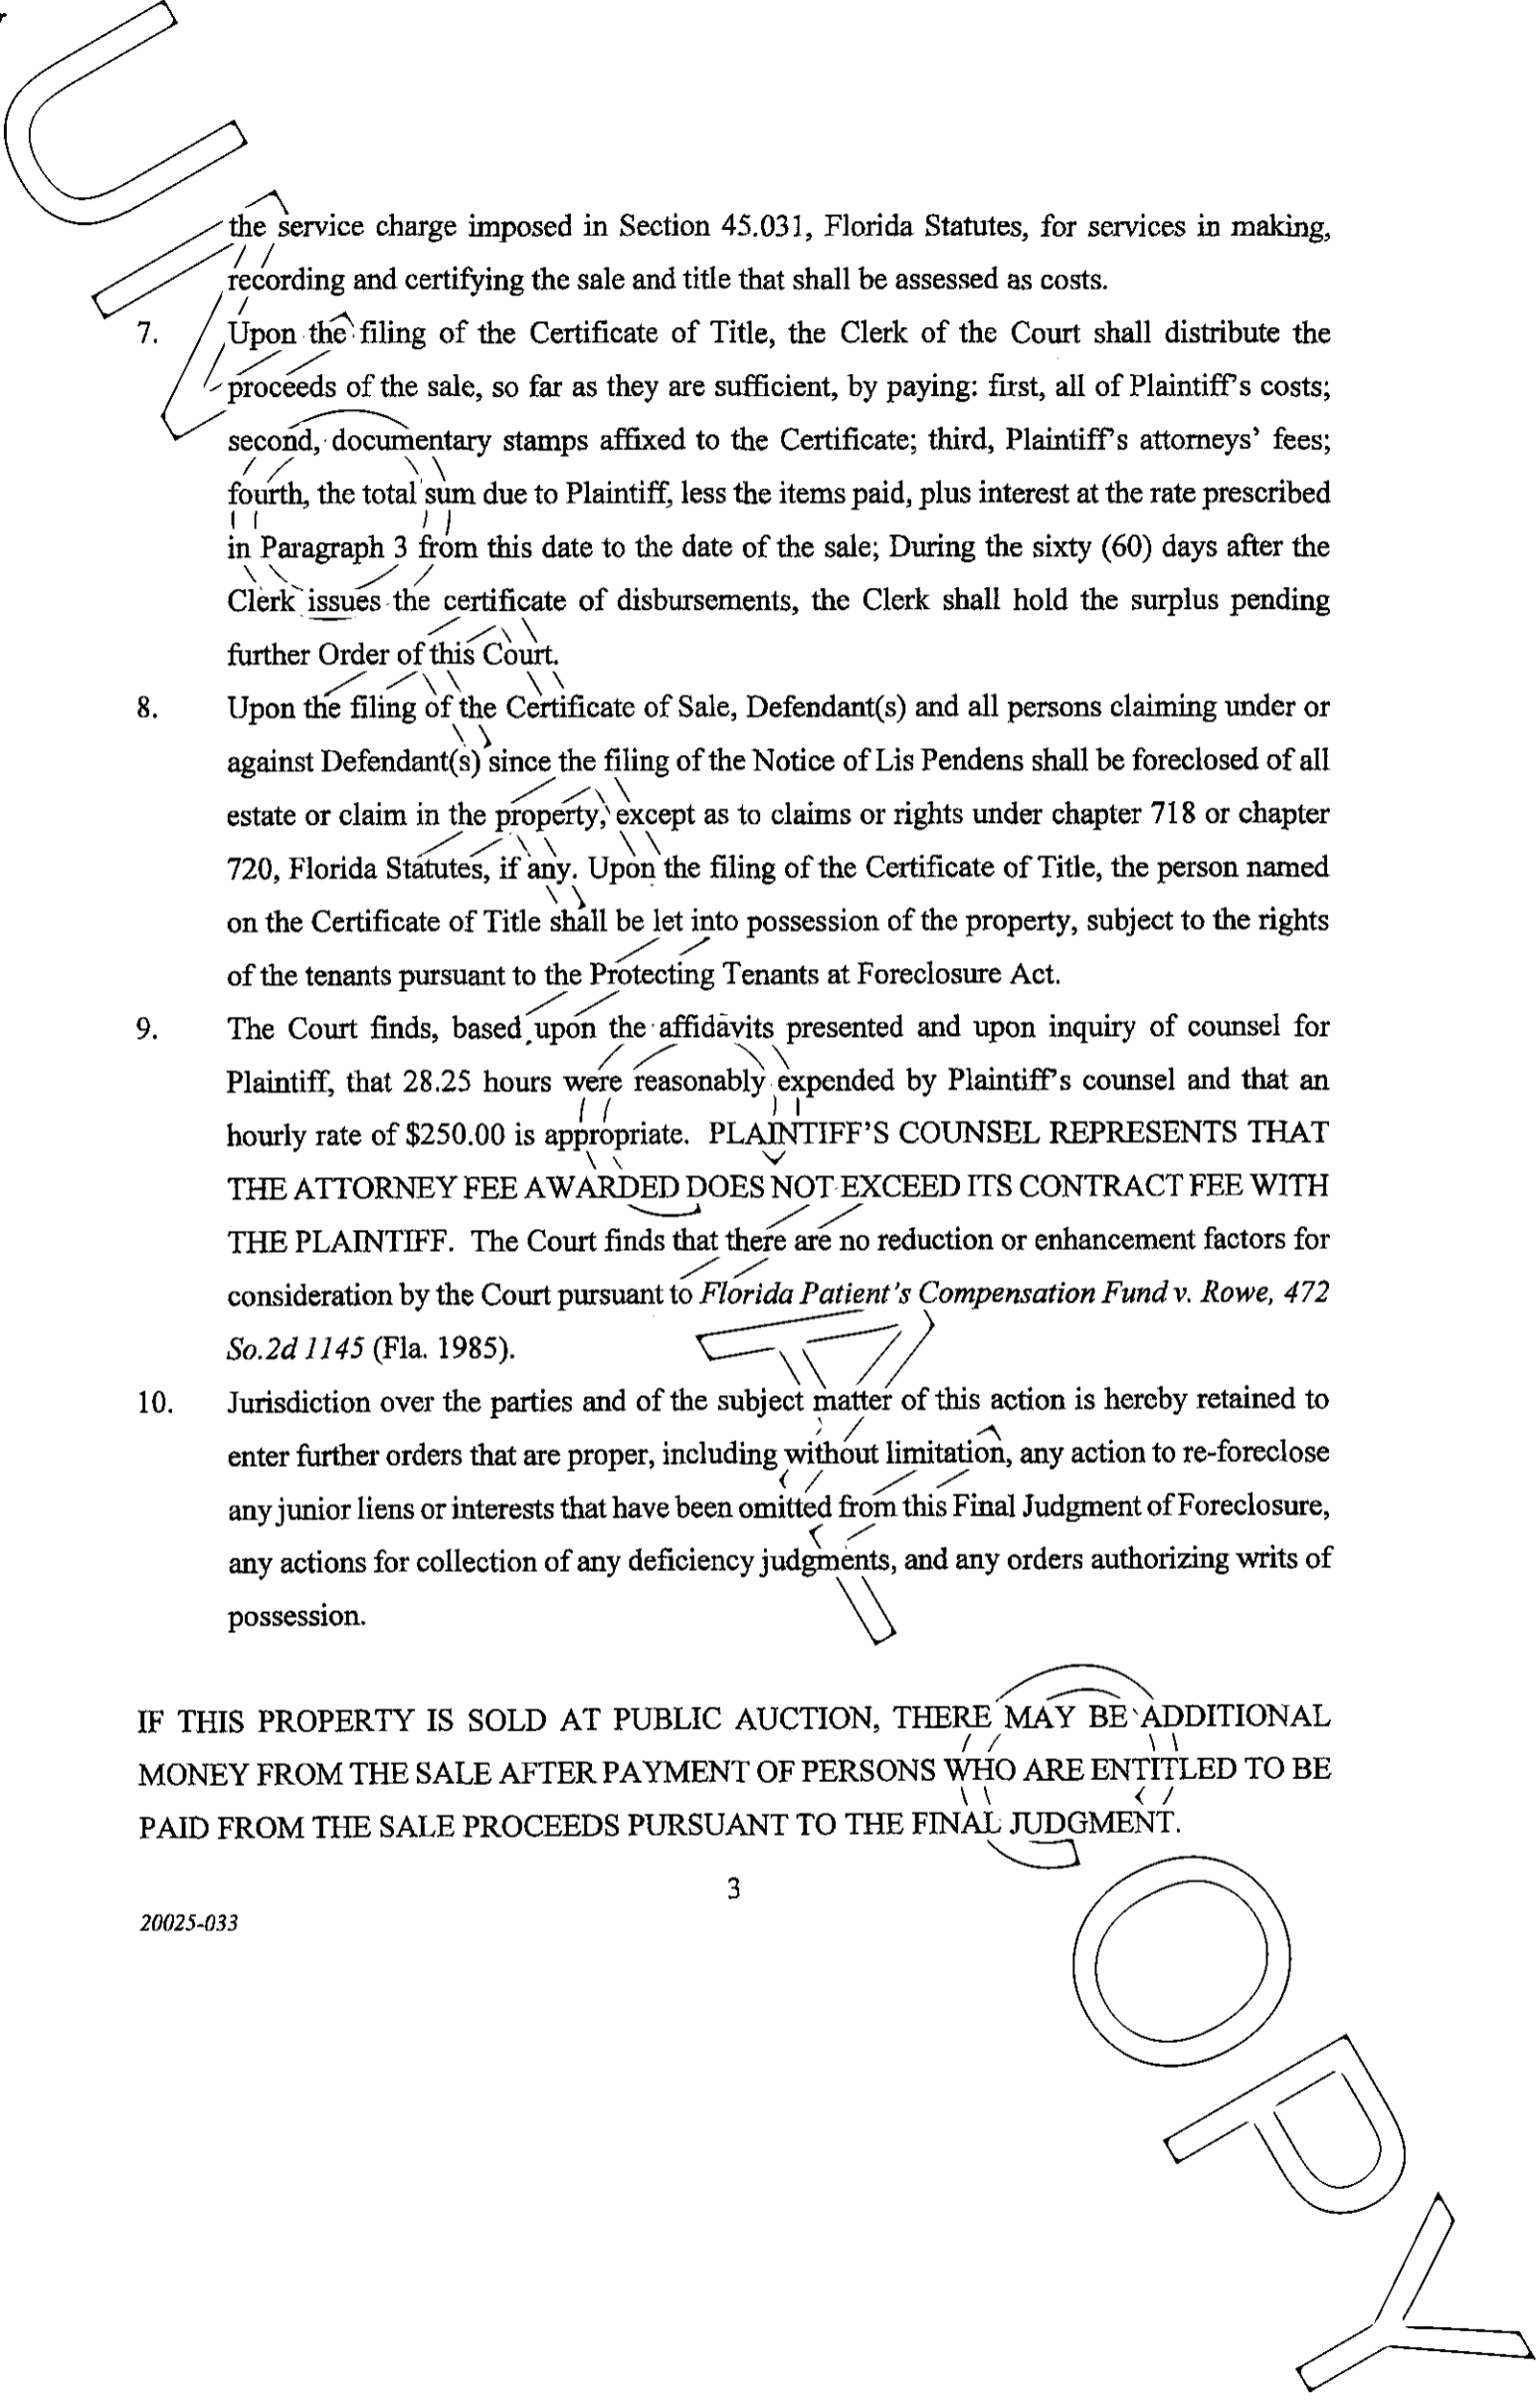 the service charge imposed in Section 45.031, Florida Statutes, for services in making,
recording and certifying the sale and title that shall be assessed as costs.
7. Upon the filing of the Certificate of Title, the Clerk of the Court shall distribute the
proceeds of the sale, so far as they are sufficient, by paying: first, all of Plaintiff's costs;
second, documentary stamps affixed to the Certificate; third, Plaintiff's attorneys' fees;
fourth, the total sum due to Plaintiff, less the items paid, plus interest at the rate prescribed
in Paragraph 3 from this date to the date of the sale; During the sixty (60) days after the
Clerk issues the certificate of disbursements, the Clerk shall hold the surplus pending
further Order of this Court.
8. Upon the filing of the Certificate of Sale, Defendant(s) and all persons claiming under or
against Defendant(s) since the filing of the Notice of Lis Pendens shall be foreclosed of all
estate or claim in the property, except as to claims or rights under chapter 718 or chapter
720, Florida Statutes, if any. Upon the filing of the Certificate of Title, the person named
on the Certificate of Title shall be let into possession of the property, subject to the rights
of the tenants pursuant to the Protecting Tenants at Foreclosure Act.
9. The Court finds, based upon the affidavits presented and upon inquiry of counsel for
Plaintiff, that 28.25 hours were reasonably expended by Plaintiff's counsel and that an
hourly rate of $250.00 is appropriate. PLAINTIFF'S COUNSEL REPRESENTS THAT
THE ATTORNEY FEE AWARDED DOES NOT EXCEED ITS CONTRACT FEE WITH
THE PLAINTIFF. The Court finds that there are no reduction or enhancement factors for
consideration by the Court pursuant to Florida Patient's Compensation Fund v. Rowe, 472
So.2d 1145 (Fla. 1985).
10. Jurisdiction over the parties and of the subject matter of this action is hereby retained to
enter further orders that are proper, including without limitation, any action to re-foreclose
any junior liens or interests that have been omitted from this Final Judgment of Foreclosure,
any actions for collection of any deficiency judgments, and any orders authorizing writs of
possession.
IF THIS PROPERTY IS SOLD AT PUBLIC AUCTION, THERE MAY BE ADDITIONAL
MONEY FROM THE SALE AFTER PAYMENT OF PERSONS WHO ARE ENTITLED TO BE
PAID FROM THE SALE PROCEEDS PURSUANT TO THE FINAL JUDGMENT.
3
20025-033